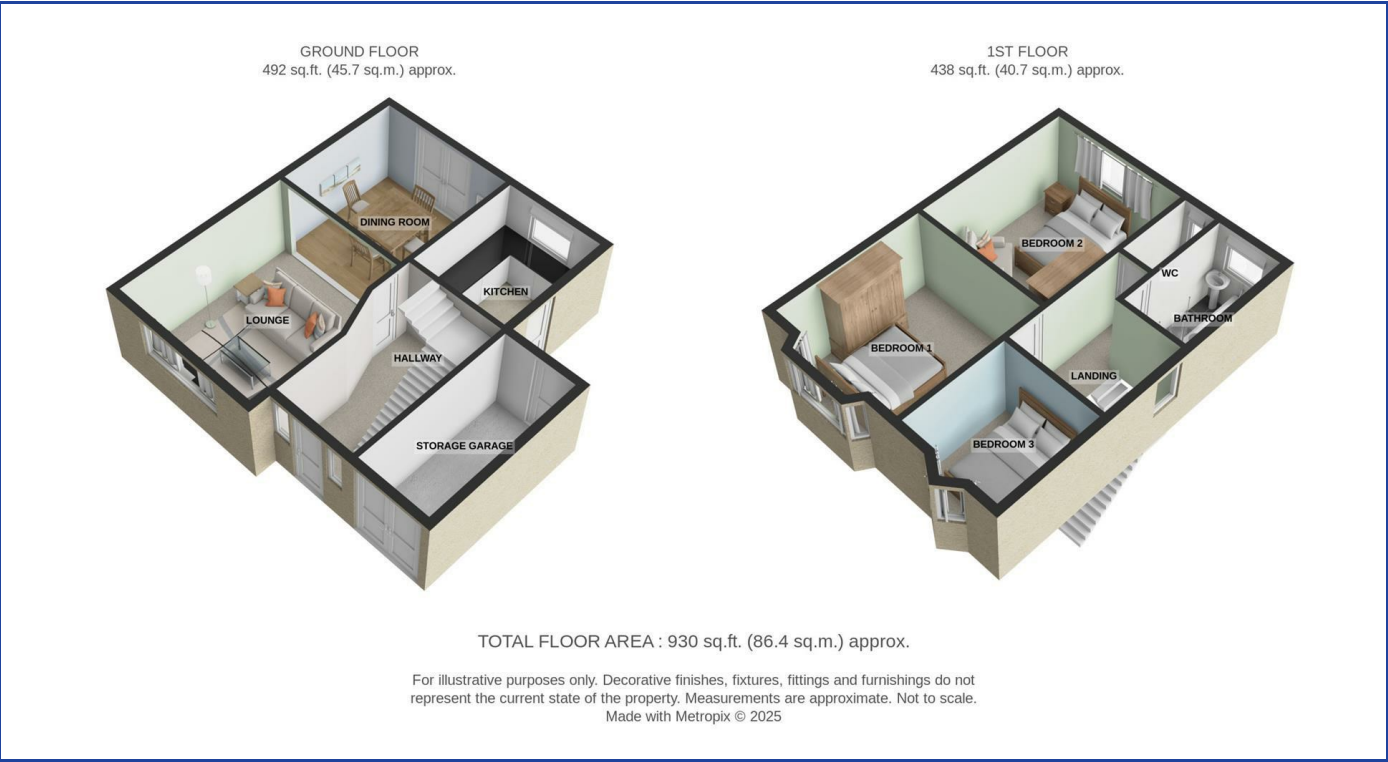 GROUND FLOOR
492 sq.ft. (45.7 sq.m.) approx.
DINING ROOM
KITCHEN
LOUNGE
HALLWAY
STORAGE GARAGE
1ST FLOOR
438 sq.ft. (40.7 sq.m.) approx.
BEDROOM 2
WC
BATHROOM
BEDROOM 1
LANDING
BEDROOM 3
TOTAL FLOOR AREA : 930 sq.ft. (86.4 sq.m.) approx.
For illustrative purposes only. Decorative finishes, fixtures, fittings and furnishings do not
represent the current state of the property. Measurements are approximate. Not to scale.
Made with Metropix © 2025